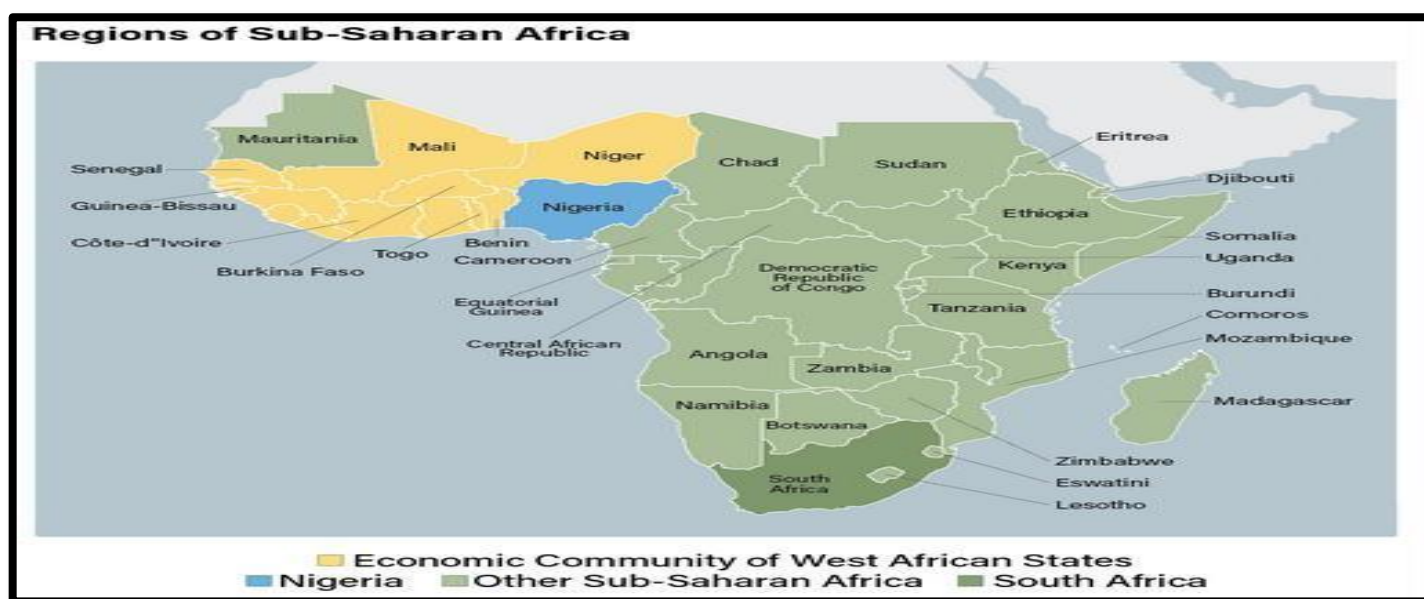 Regions of Sub-Saharan Africa
Mauritania
Mali
Niger
Chad
Sudan
Eritrea
Senegal
Djibouti
Guinea-Bissau
Nigeria
Ethiopia
Côte-d"Ivoire
Togo
Benin
Somalia
Burkina Faso
Cameroon
Kenya
Uganda
Democratic
Republic
of Congo
Equatorial
Guinea
Tanzania
Burundi
Comoros
Central African
Republic
Mozambique
Angola
Zambia
Namibia
Botswana
Madagascar
Zimbabwe
South
Africa
Eswatini
Lesotho
Economic Community of West African States
Nigeria Other Sub-Saharan Africa South Africa